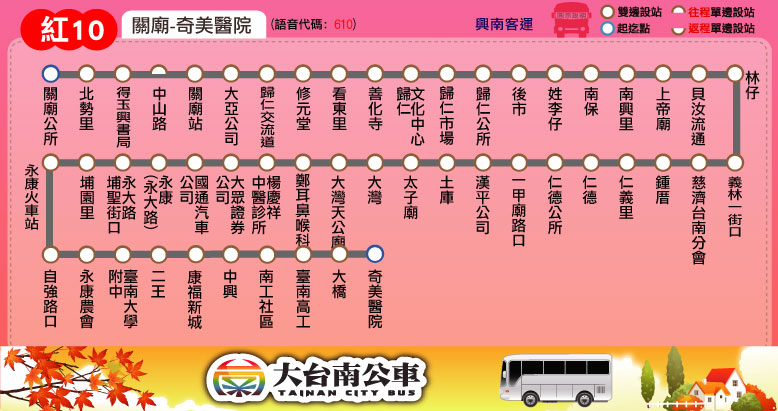 紅10
關廟-奇美醫院
(語音代碼: 610)
興南客運
雙邊設站
往程單邊設站
起迄點
返程單邊設站
關廟公所
北勢里
得玉興書局
中山路
關廟站
大亞公司
歸仁交流道
修元堂
看東里
善化寺
歸仁文化中心
歸仁市場
歸仁公所
後市
姓李仔
南保
南興里
上帝廟
貝汝流通
林仔
義林一街口
慈濟台南分會
鍾厝
仁義里
仁德
仁德公所
一甲廟路口
漢平公司
土庫
太子廟
大灣
大灣天公廟
鄭耳鼻喉科
楊慶祥中醫診所
大眾證券公司
國通汽車公司
永康(永大路)
永大路埔聖街口
埔園里
永康火車站
自強路口
永康農會
臺南大學附中
二王
康福新城
中興
南工社區
臺南高工
大橋
奇美醫院
大台南公車
TAINAN CITY BUS